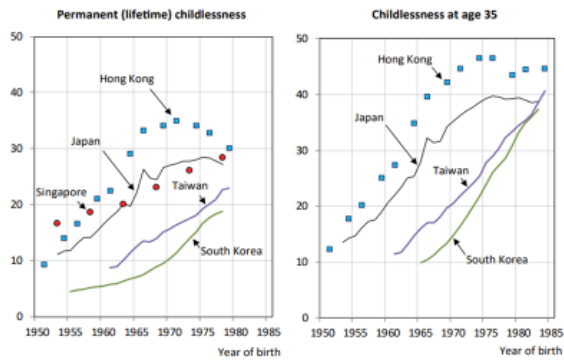 Permanent (lifetime) childlessness
50
40
30
20
10
0
1950 1955 1960 1965 1970 1975 1980 1985
Year of birth
Hong Kong
Japan
Singapore
Taiwan
South Korea
Childlessness at age 35
50
40
30
20
10
0
1950 1955 1960 1965 1970 1975 1980 1985
Year of birth
Hong Kong
Japan
Taiwan
South Korea